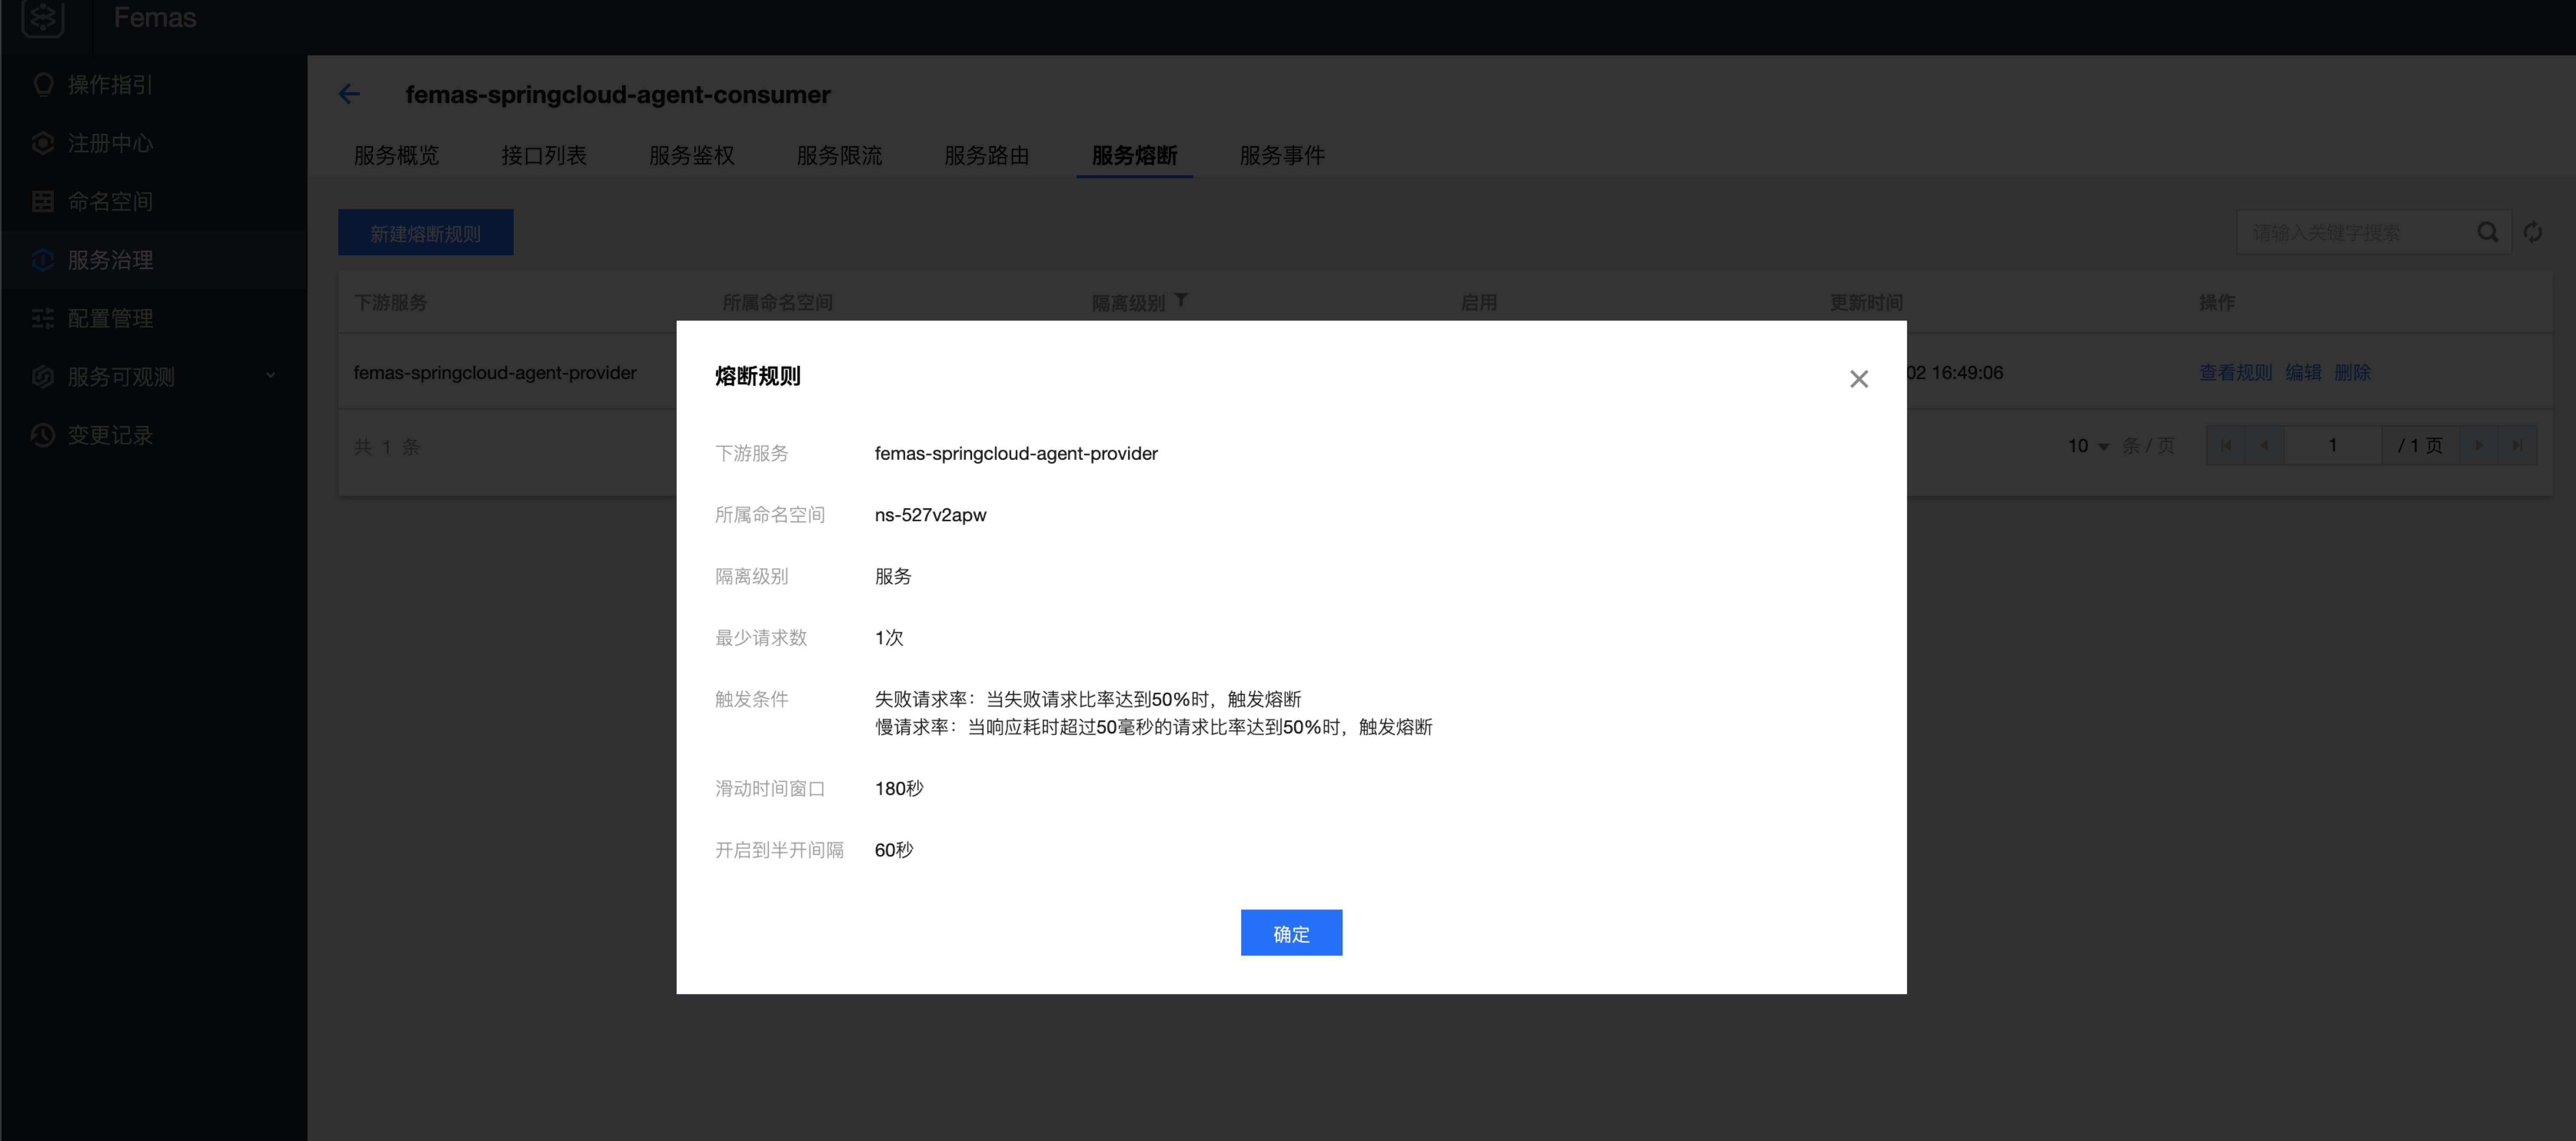 Femas
操作指引
注册中心
命名空间
服务治理
配置管理
服务可观测
变更记录
femas-springcloud-agent-consumer
服务概览 接口列表 服务鉴权 服务限流 服务路由 服务熔断 服务事件
新建熔断规则 请输入关键字搜索
下游服务 所属命名空间 隔离级别 启用 更新时间 操作
femas-springcloud-agent-provider 02 16:49:06 查看规则 编辑 删除
共 1 条 10 条 / 页 1 / 1 页
熔断规则
下游服务 femas-springcloud-agent-provider
所属命名空间 ns-527v2apw
隔离级别 服务
最少请求数 1次
触发条件 失败请求率：当失败请求比率达到50%时，触发熔断
慢请求率：当响应耗时超过50毫秒的请求比率达到50%时，触发熔断
滑动时间窗口 180秒
开启到半开间隔 60秒
确定